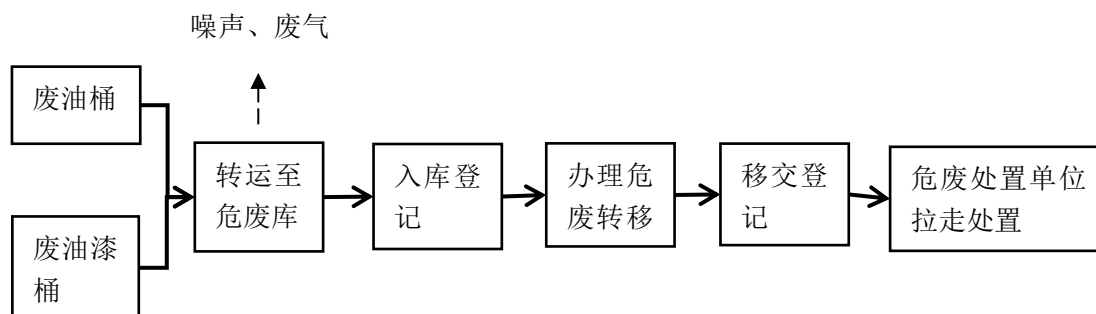 噪声、废气
废油桶
废油漆
桶
转运至
危废库
入库登
记
办理危
废转移
移交登
记
危废处置单位
拉走处置